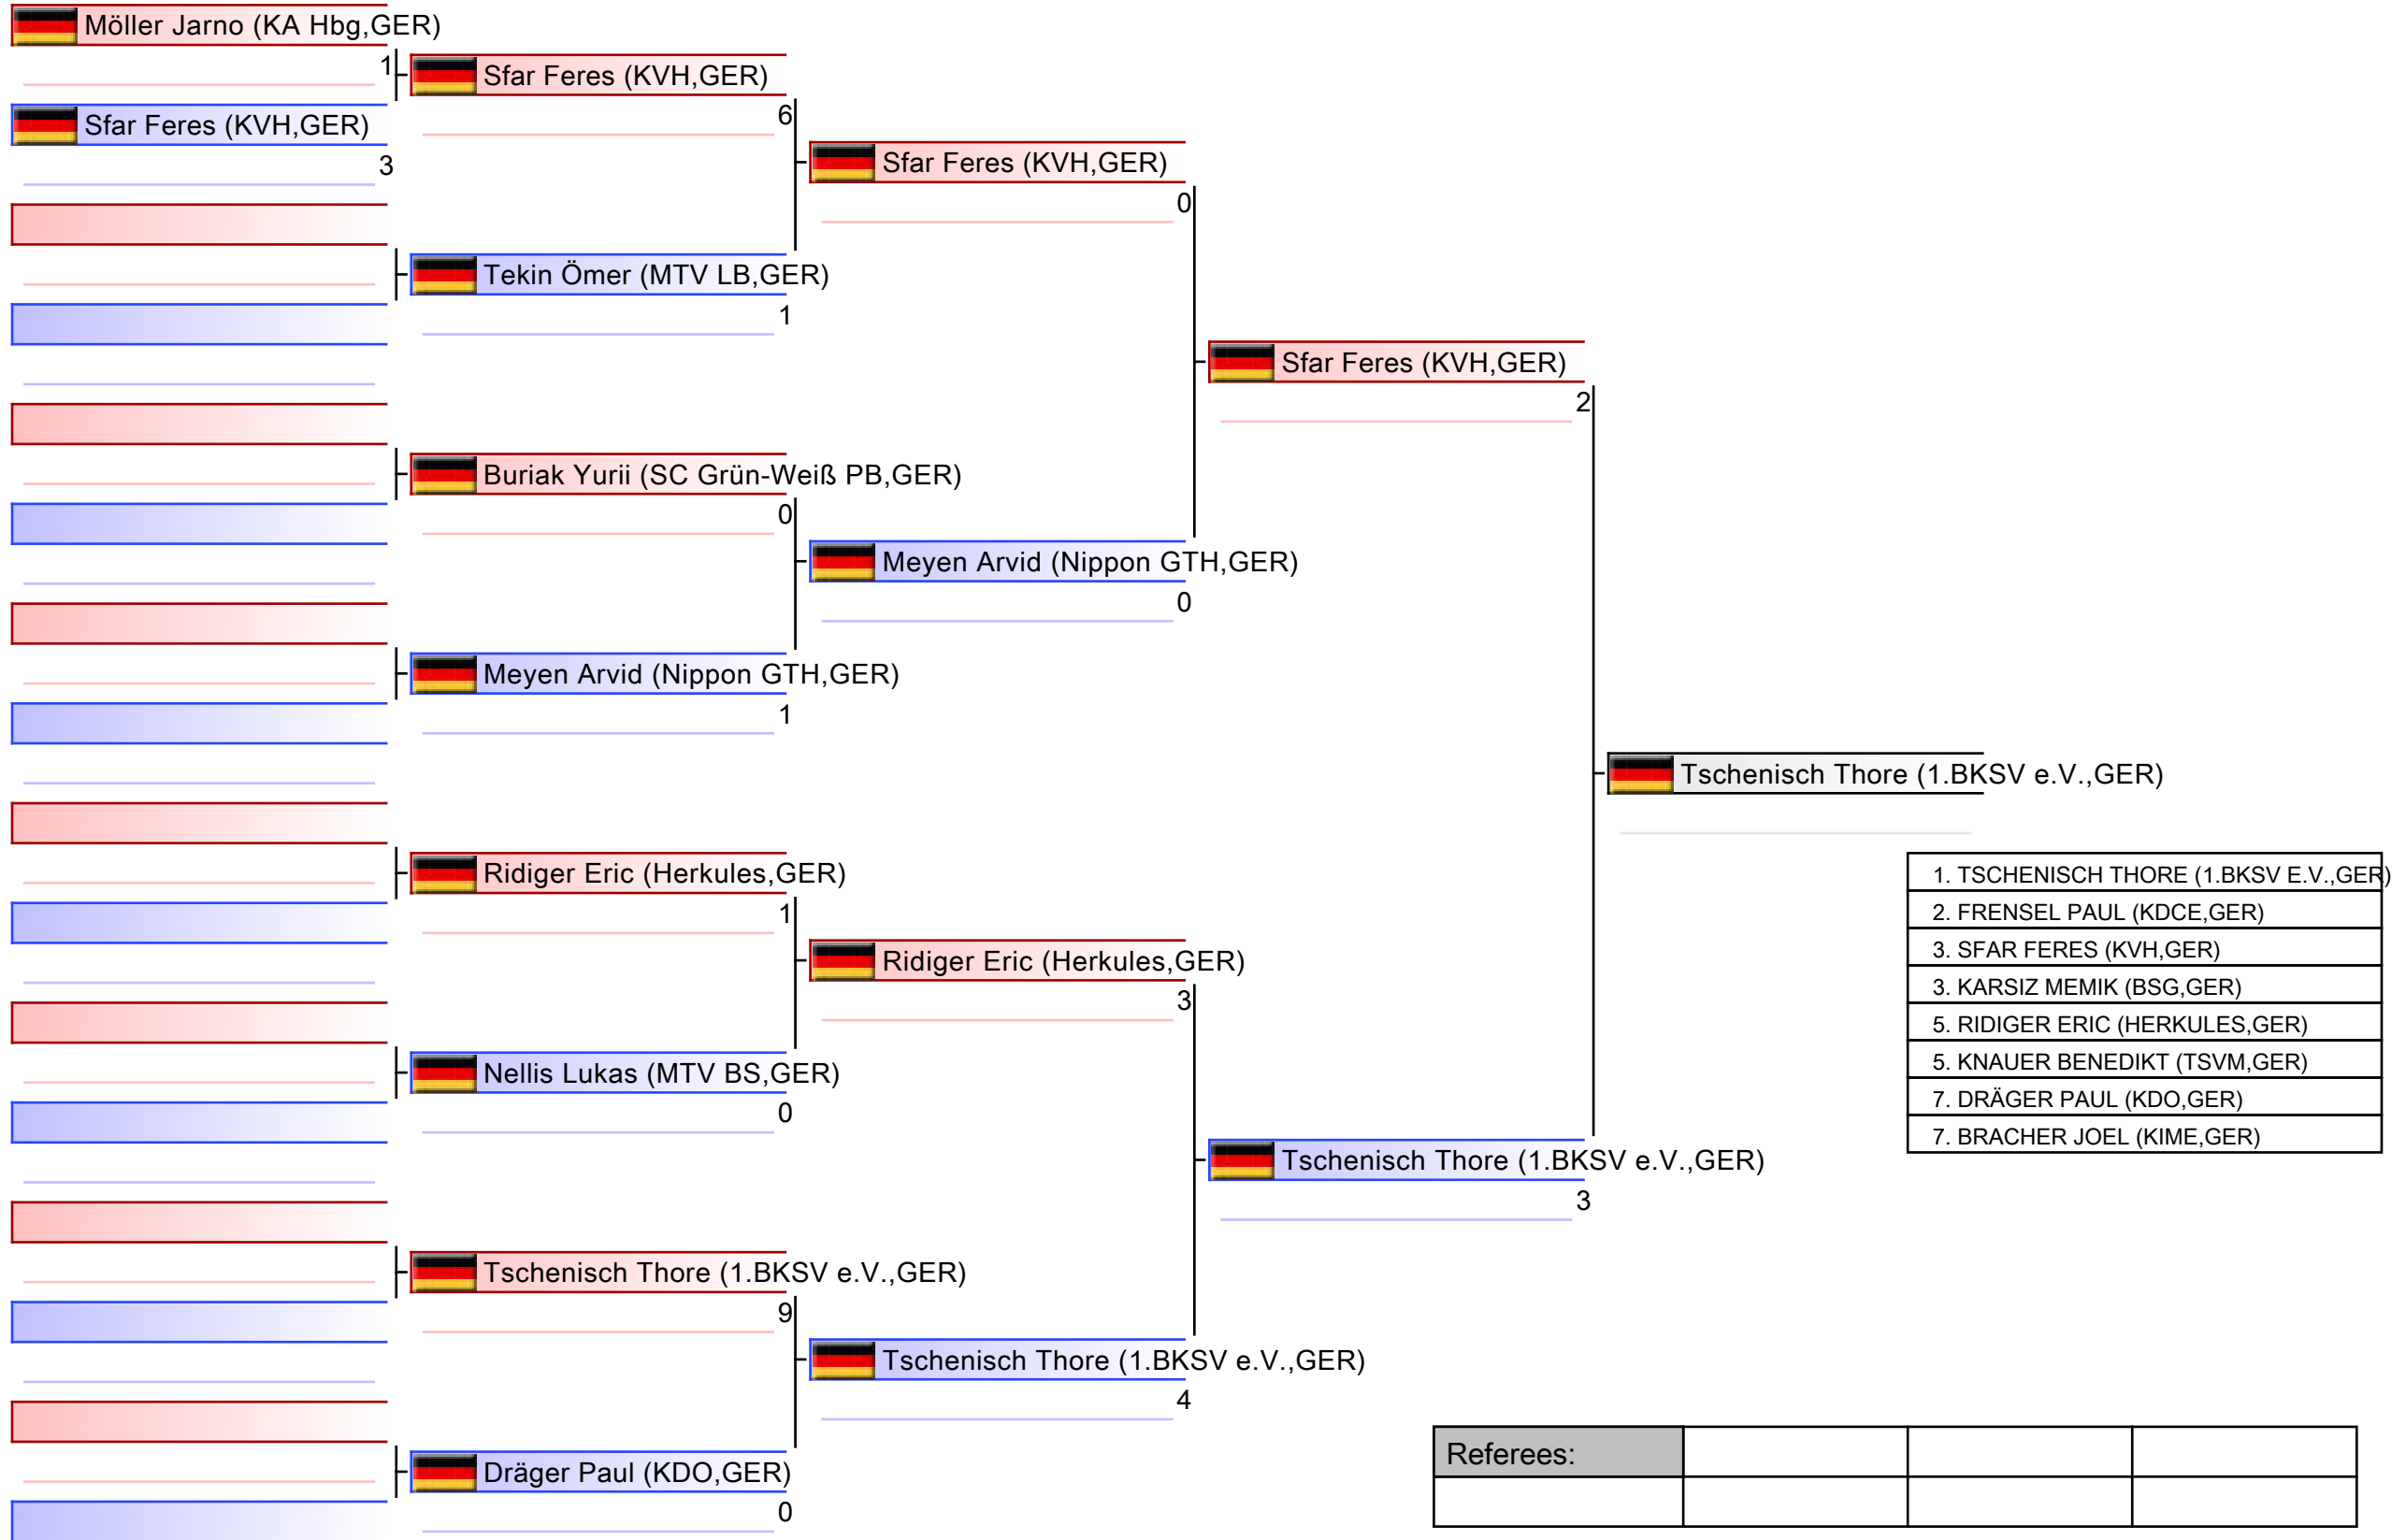 Möller Jarno (KA Hbg,GER)
1
Sfar Feres (KVH,GER)
3
Sfar Feres (KVH,GER)
6
Tekin Ömer (MTV LB,GER)
1
Buriak Yurii (SC Grün-Weiß PB,GER)
0
Meyen Arvid (Nippon GTH,GER)
1
Ridiger Eric (Herkules,GER)
1
Nellis Lukas (MTV BS,GER)
0
Tschenisch Thore (1.BKSV e.V.,GER)
9
Dräger Paul (KDO,GER)
0
Sfar Feres (KVH,GER)
0
Meyen Arvid (Nippon GTH,GER)
0
Ridiger Eric (Herkules,GER)
3
Tschenisch Thore (1.BKSV e.V.,GER)
4
Sfar Feres (KVH,GER)
2
Tschenisch Thore (1.BKSV e.V.,GER)
3
Tschenisch Thore (1.BKSV e.V.,GER)
1. TSCHENISCH THORE (1.BKSV E.V.,GER)
2. FRENSEL PAUL (KDCE,GER)
3. SFAR FERES (KVH,GER)
3. KARSIZ MEMIK (BSG,GER)
5. RIDIGER ERIC (HERKULES,GER)
5. KNAUER BENEDIKT (TSVM,GER)
7. DRÄGER PAUL (KDO,GER)
7. BRACHER JOEL (KIME,GER)
Referees: